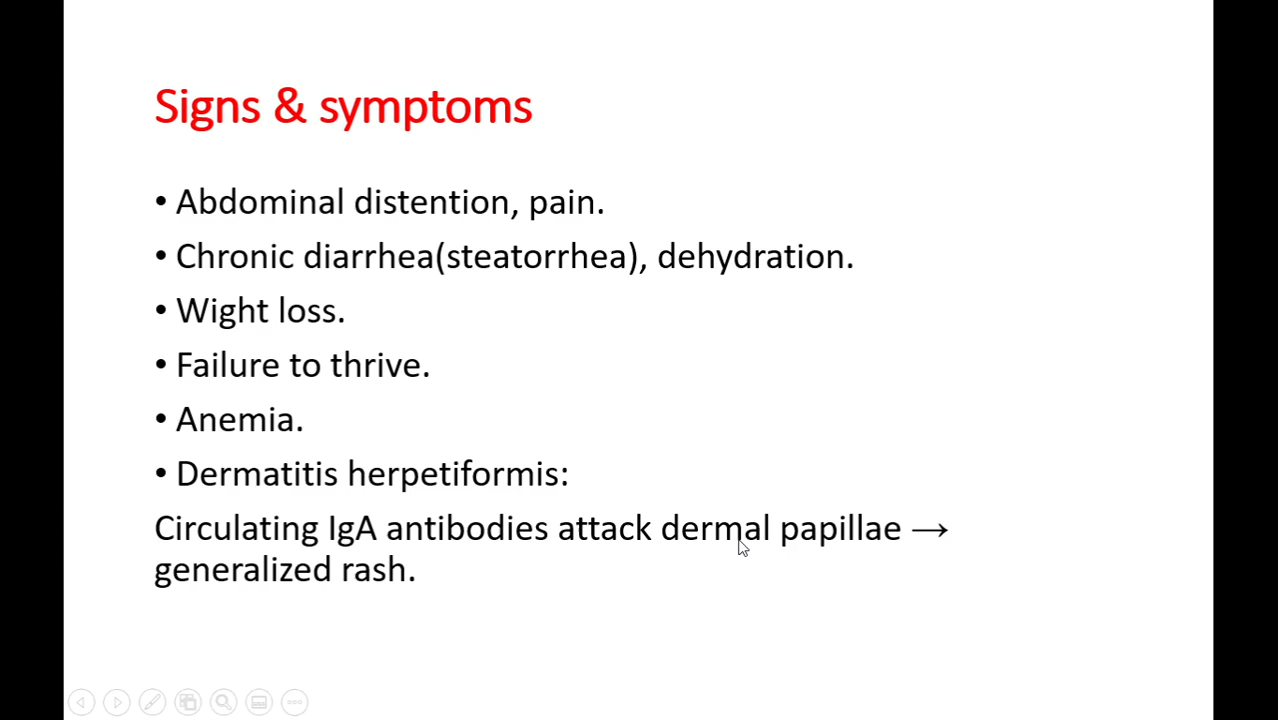 Signs & symptoms
• Abdominal distention, pain.
• Chronic diarrhea(steatorrhea), dehydration.
• Wight loss.
• Failure to thrive.
• Anemia.
• Dermatitis herpetiformis:
Circulating IgA antibodies attack dermal papillae →
generalized rash.